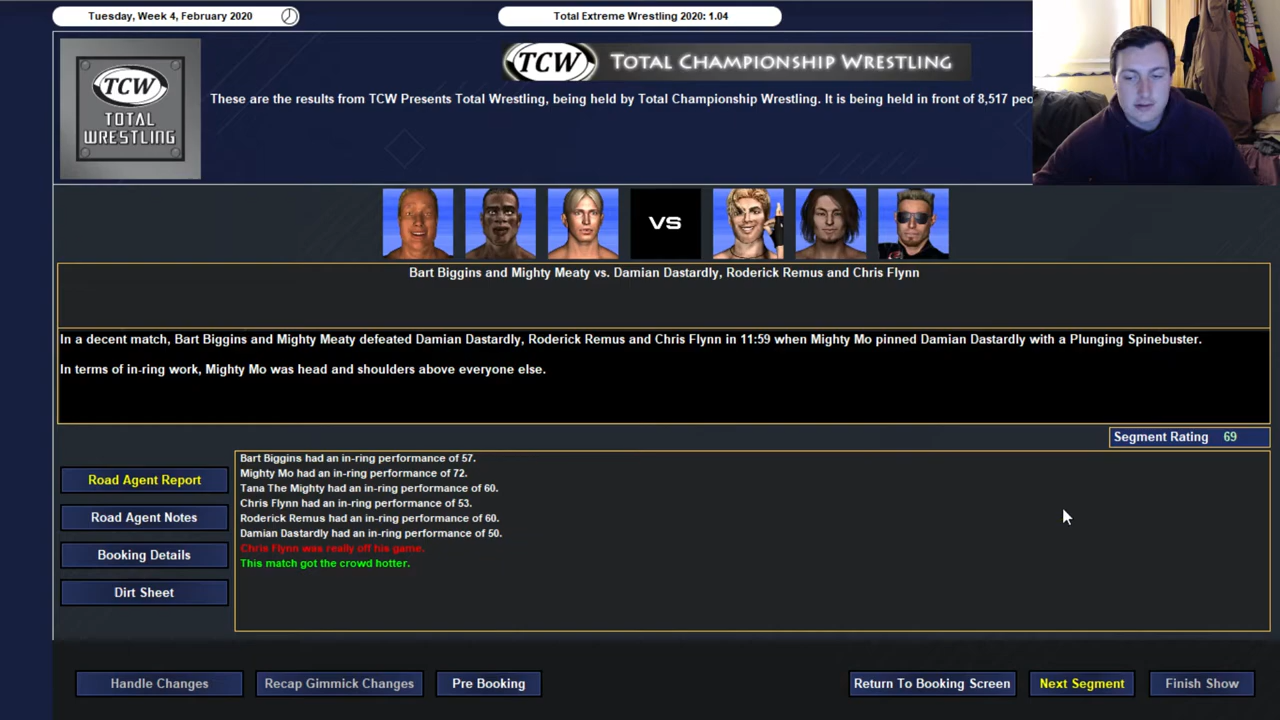 Tuesday, Week 4, February 2020
Total Extreme Wrestling 2020: 1.04
TCW
TOTAL
WRESTLING
TCW TOTAL CHAMPIONSHIP WRESTLING
These are the results from TCW Presents Total Wrestling, being held by Total Championship Wrestling. It is being held in front of 8,517
VS
Bart Biggins and Mighty Meaty vs. Damian Dastardly, Roderick Remus and Chris Flynn
In a decent match, Bart Biggins and Mighty Meaty defeated Damian Dastardly, Roderick Remus and Chris Flynn in 11:59 when Mighty Mo pinned Damian Dastardly with a Plunging Spinebuster.
In terms of in-ring work, Mighty Mo was head and shoulders above everyone else.
Segment Rating 69
Road Agent Report
Road Agent Notes
Booking Details
Dirt Sheet
Bart Biggins had an in-ring performance of 57.
Mighty Mo had an in-ring performance of 72.
Tana The Mighty had an in-ring performance of 60.
Chris Flynn had an in-ring performance of 53.
Roderick Remus had an in-ring performance of 60.
Damian Dastardly had an in-ring performance of 50.
Chris Flynn was really off his game.
This match got the crowd hotter.
Handle Changes
Recap Gimmick Changes
Pre Booking
Return To Booking Screen
Next Segment
Finish Show